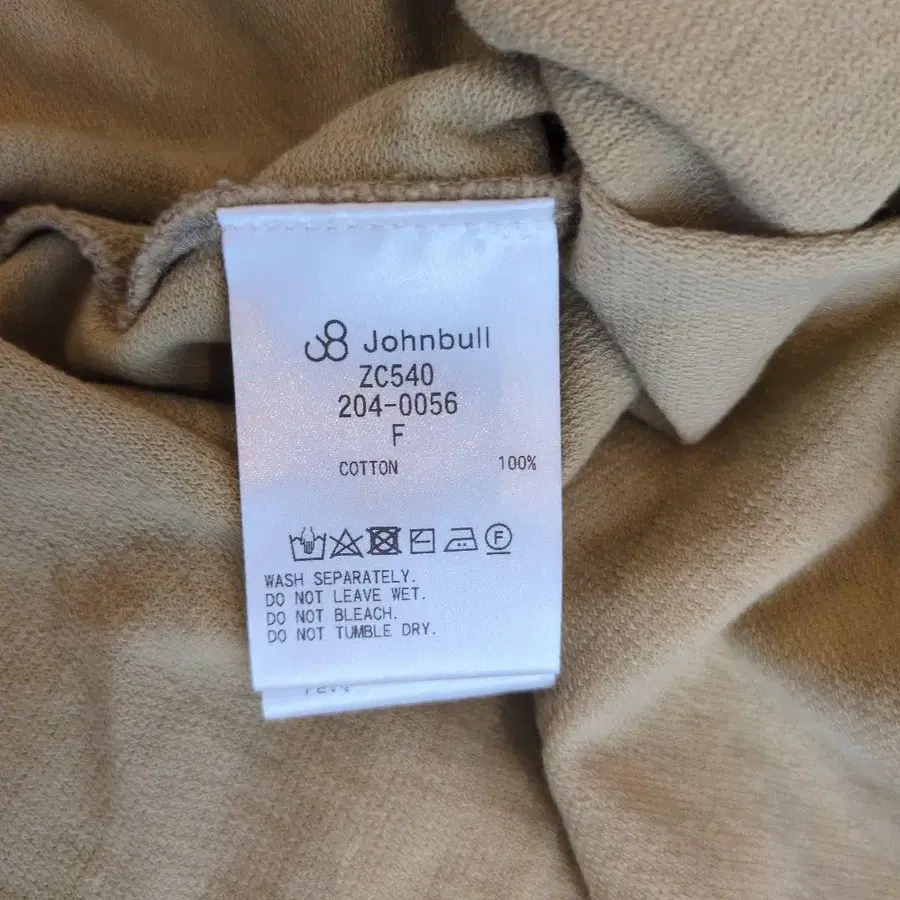 Johnbull
ZC540
204-0056
F
COTTON 100%
F
WASH SEPARATELY.
DO NOT LEAVE WET.
DO NOT BLEACH.
DO NOT TUMBLE DRY.